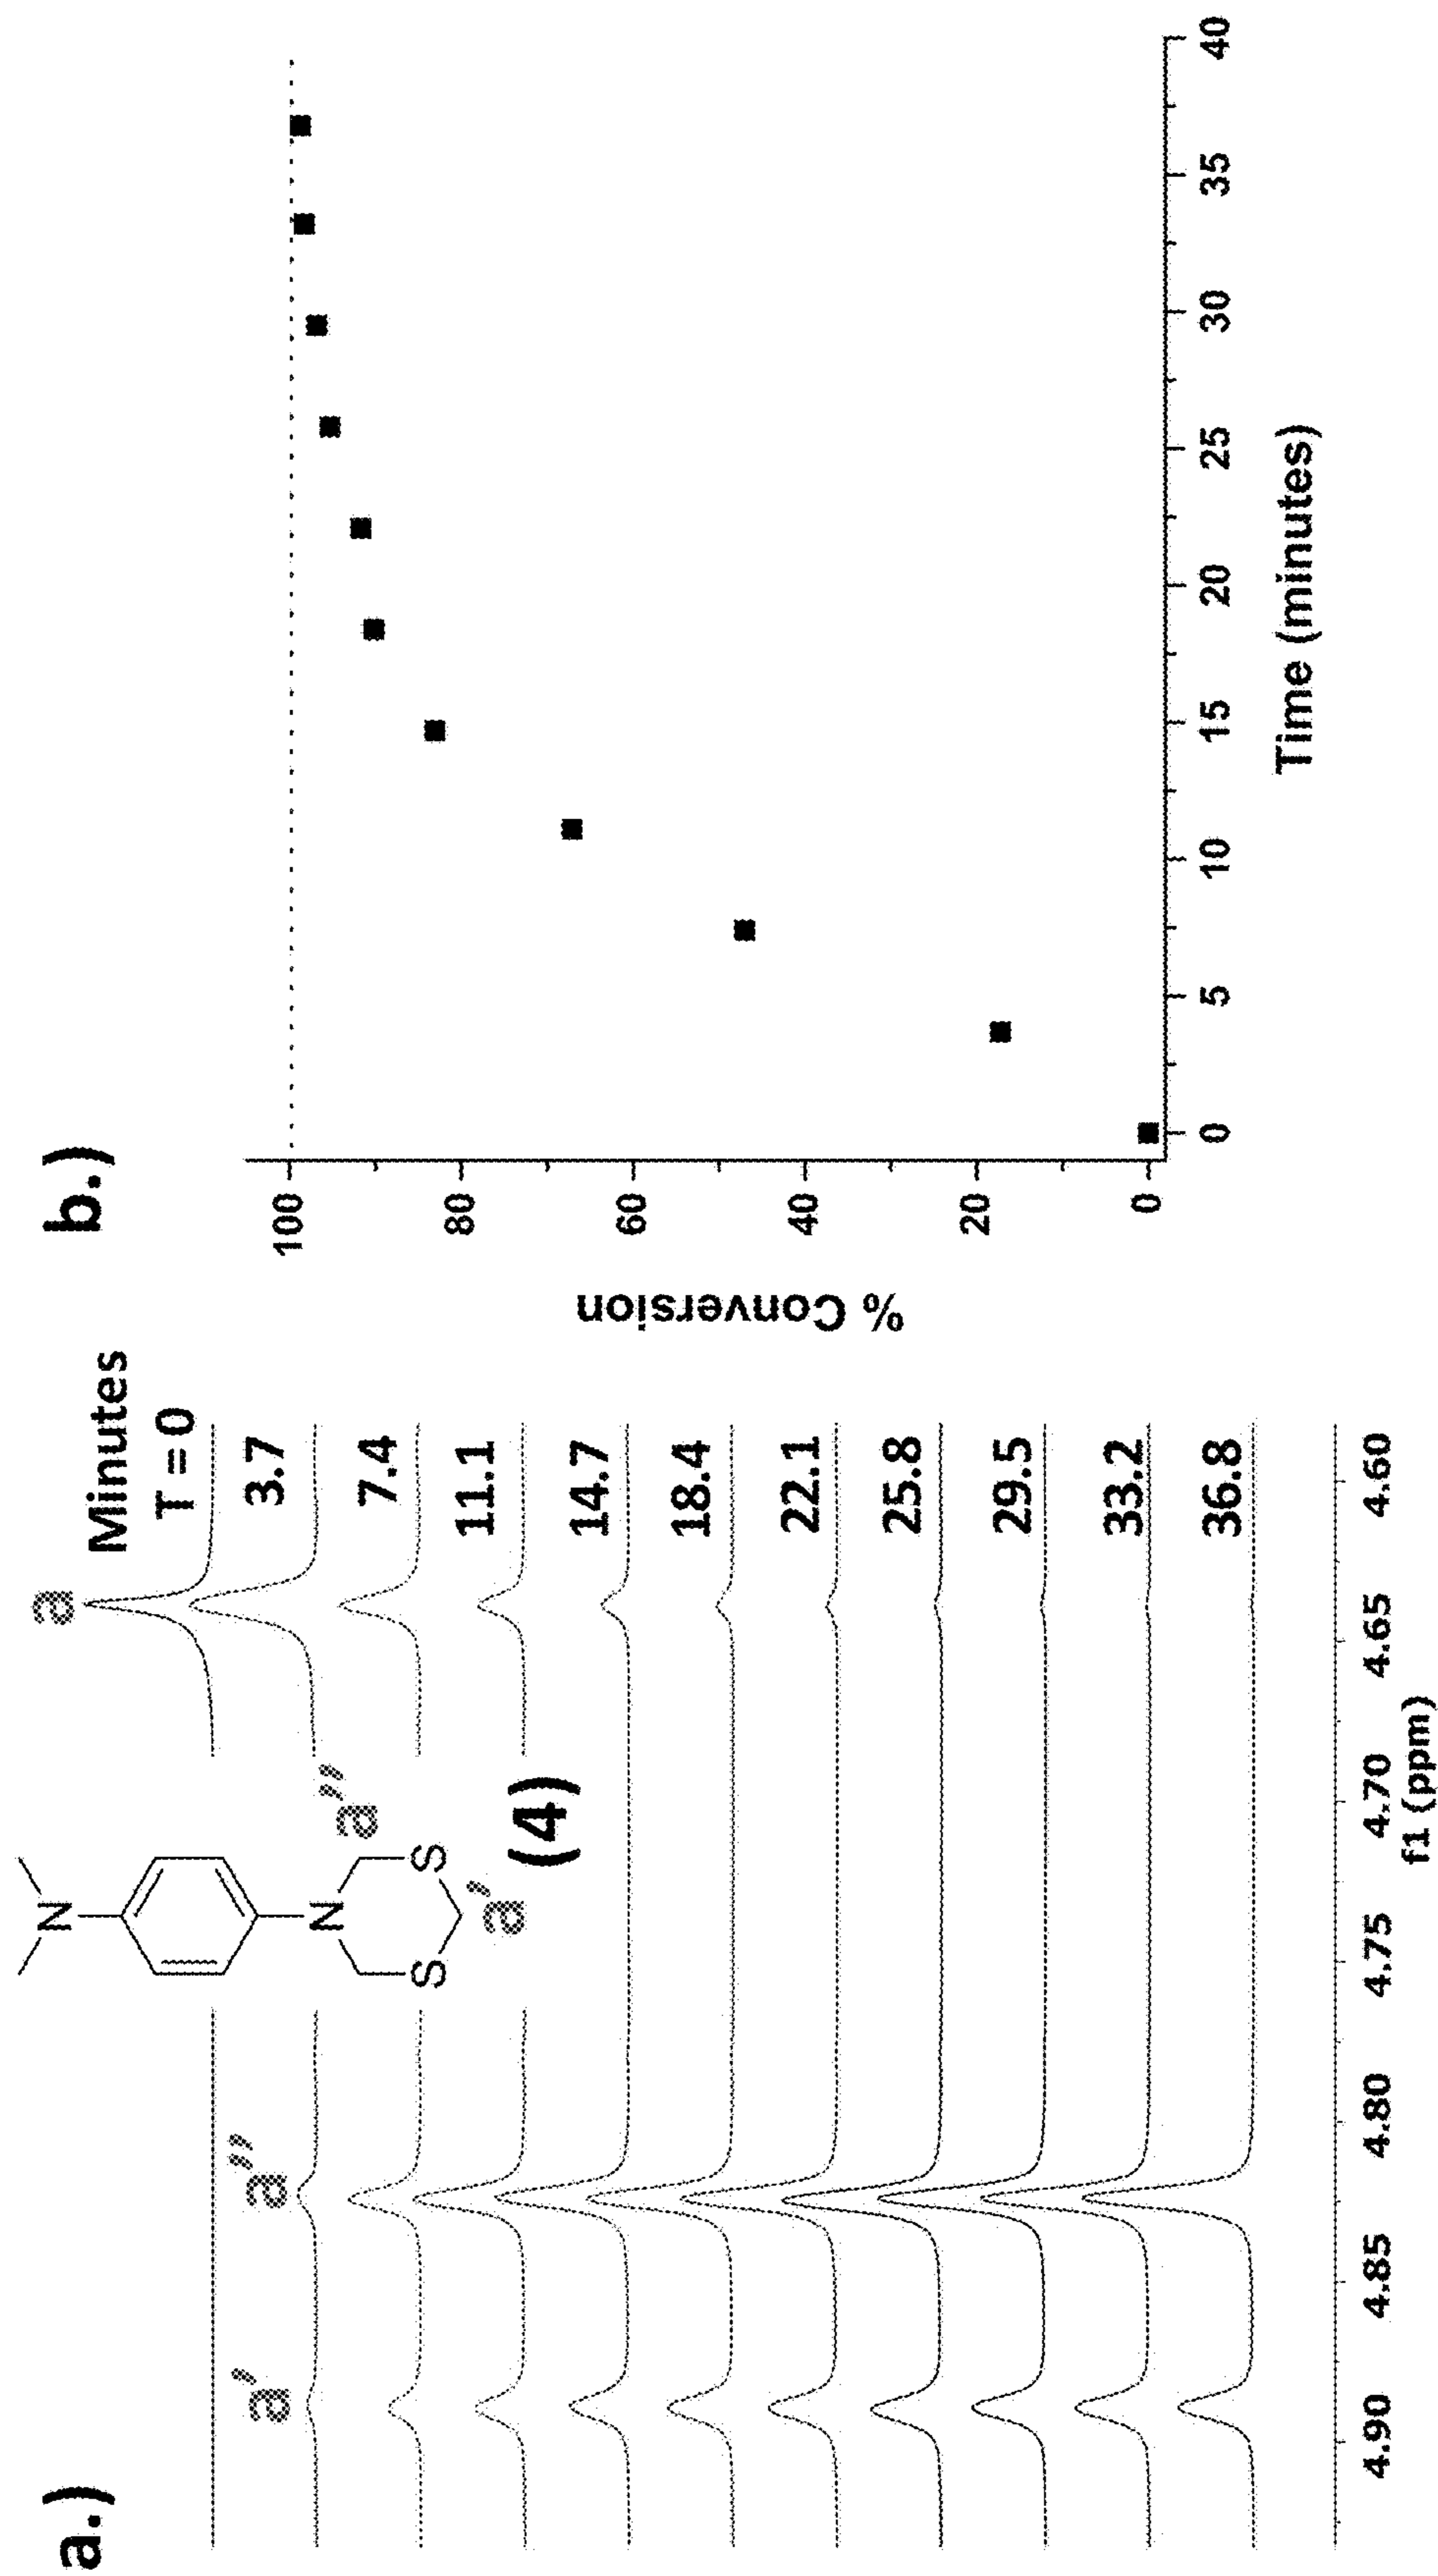 a.)
a
Minutes
T = 0
3.7
7.4
11.1
14.7
18.4
22.1
25.8
29.5
33.2
36.8
a'
a''
N
N
S
S
a''
a'
(4)
4.90
4.85
4.80
4.75
4.70
4.65
4.60
f1 (ppm)
b.)
% Conversion
100
80
60
40
20
0
0
5
10
15
20
25
30
35
40
Time (minutes)